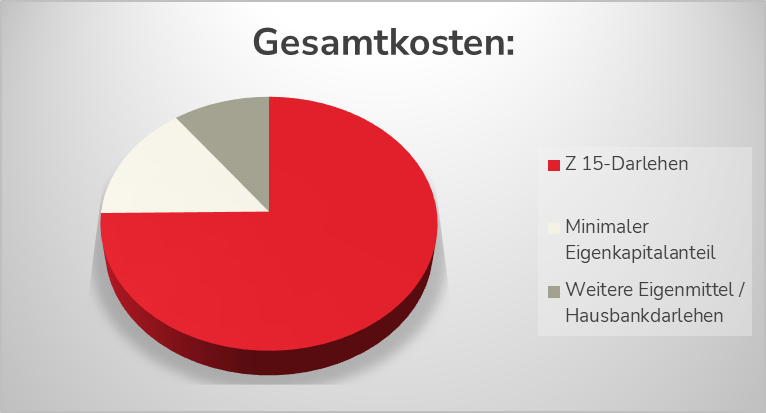 Gesamtkosten:
Z 15-Darlehen
Minimaler
Eigenkapitalanteil
Weitere Eigenmittel /
Hausbankdarlehen